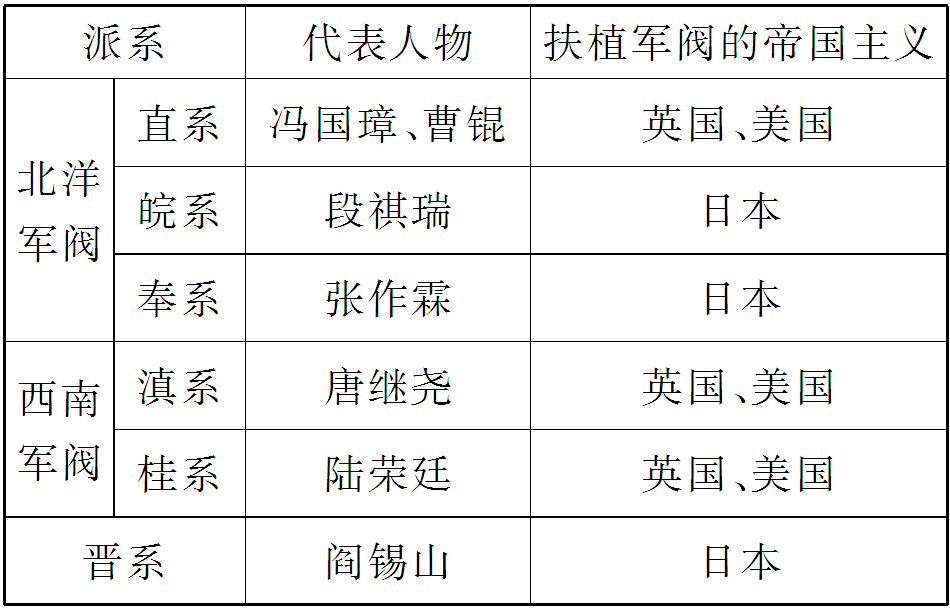 派系 代表人物 扶植军阀的帝国主义
北洋军阀 直系 冯国璋、曹锟 英国、美国
皖系 段祺瑞 日本
奉系 张作霖 日本
西南军阀 滇系 唐继尧 英国、美国
桂系 陆荣廷 英国、美国
晋系 阎锡山 日本